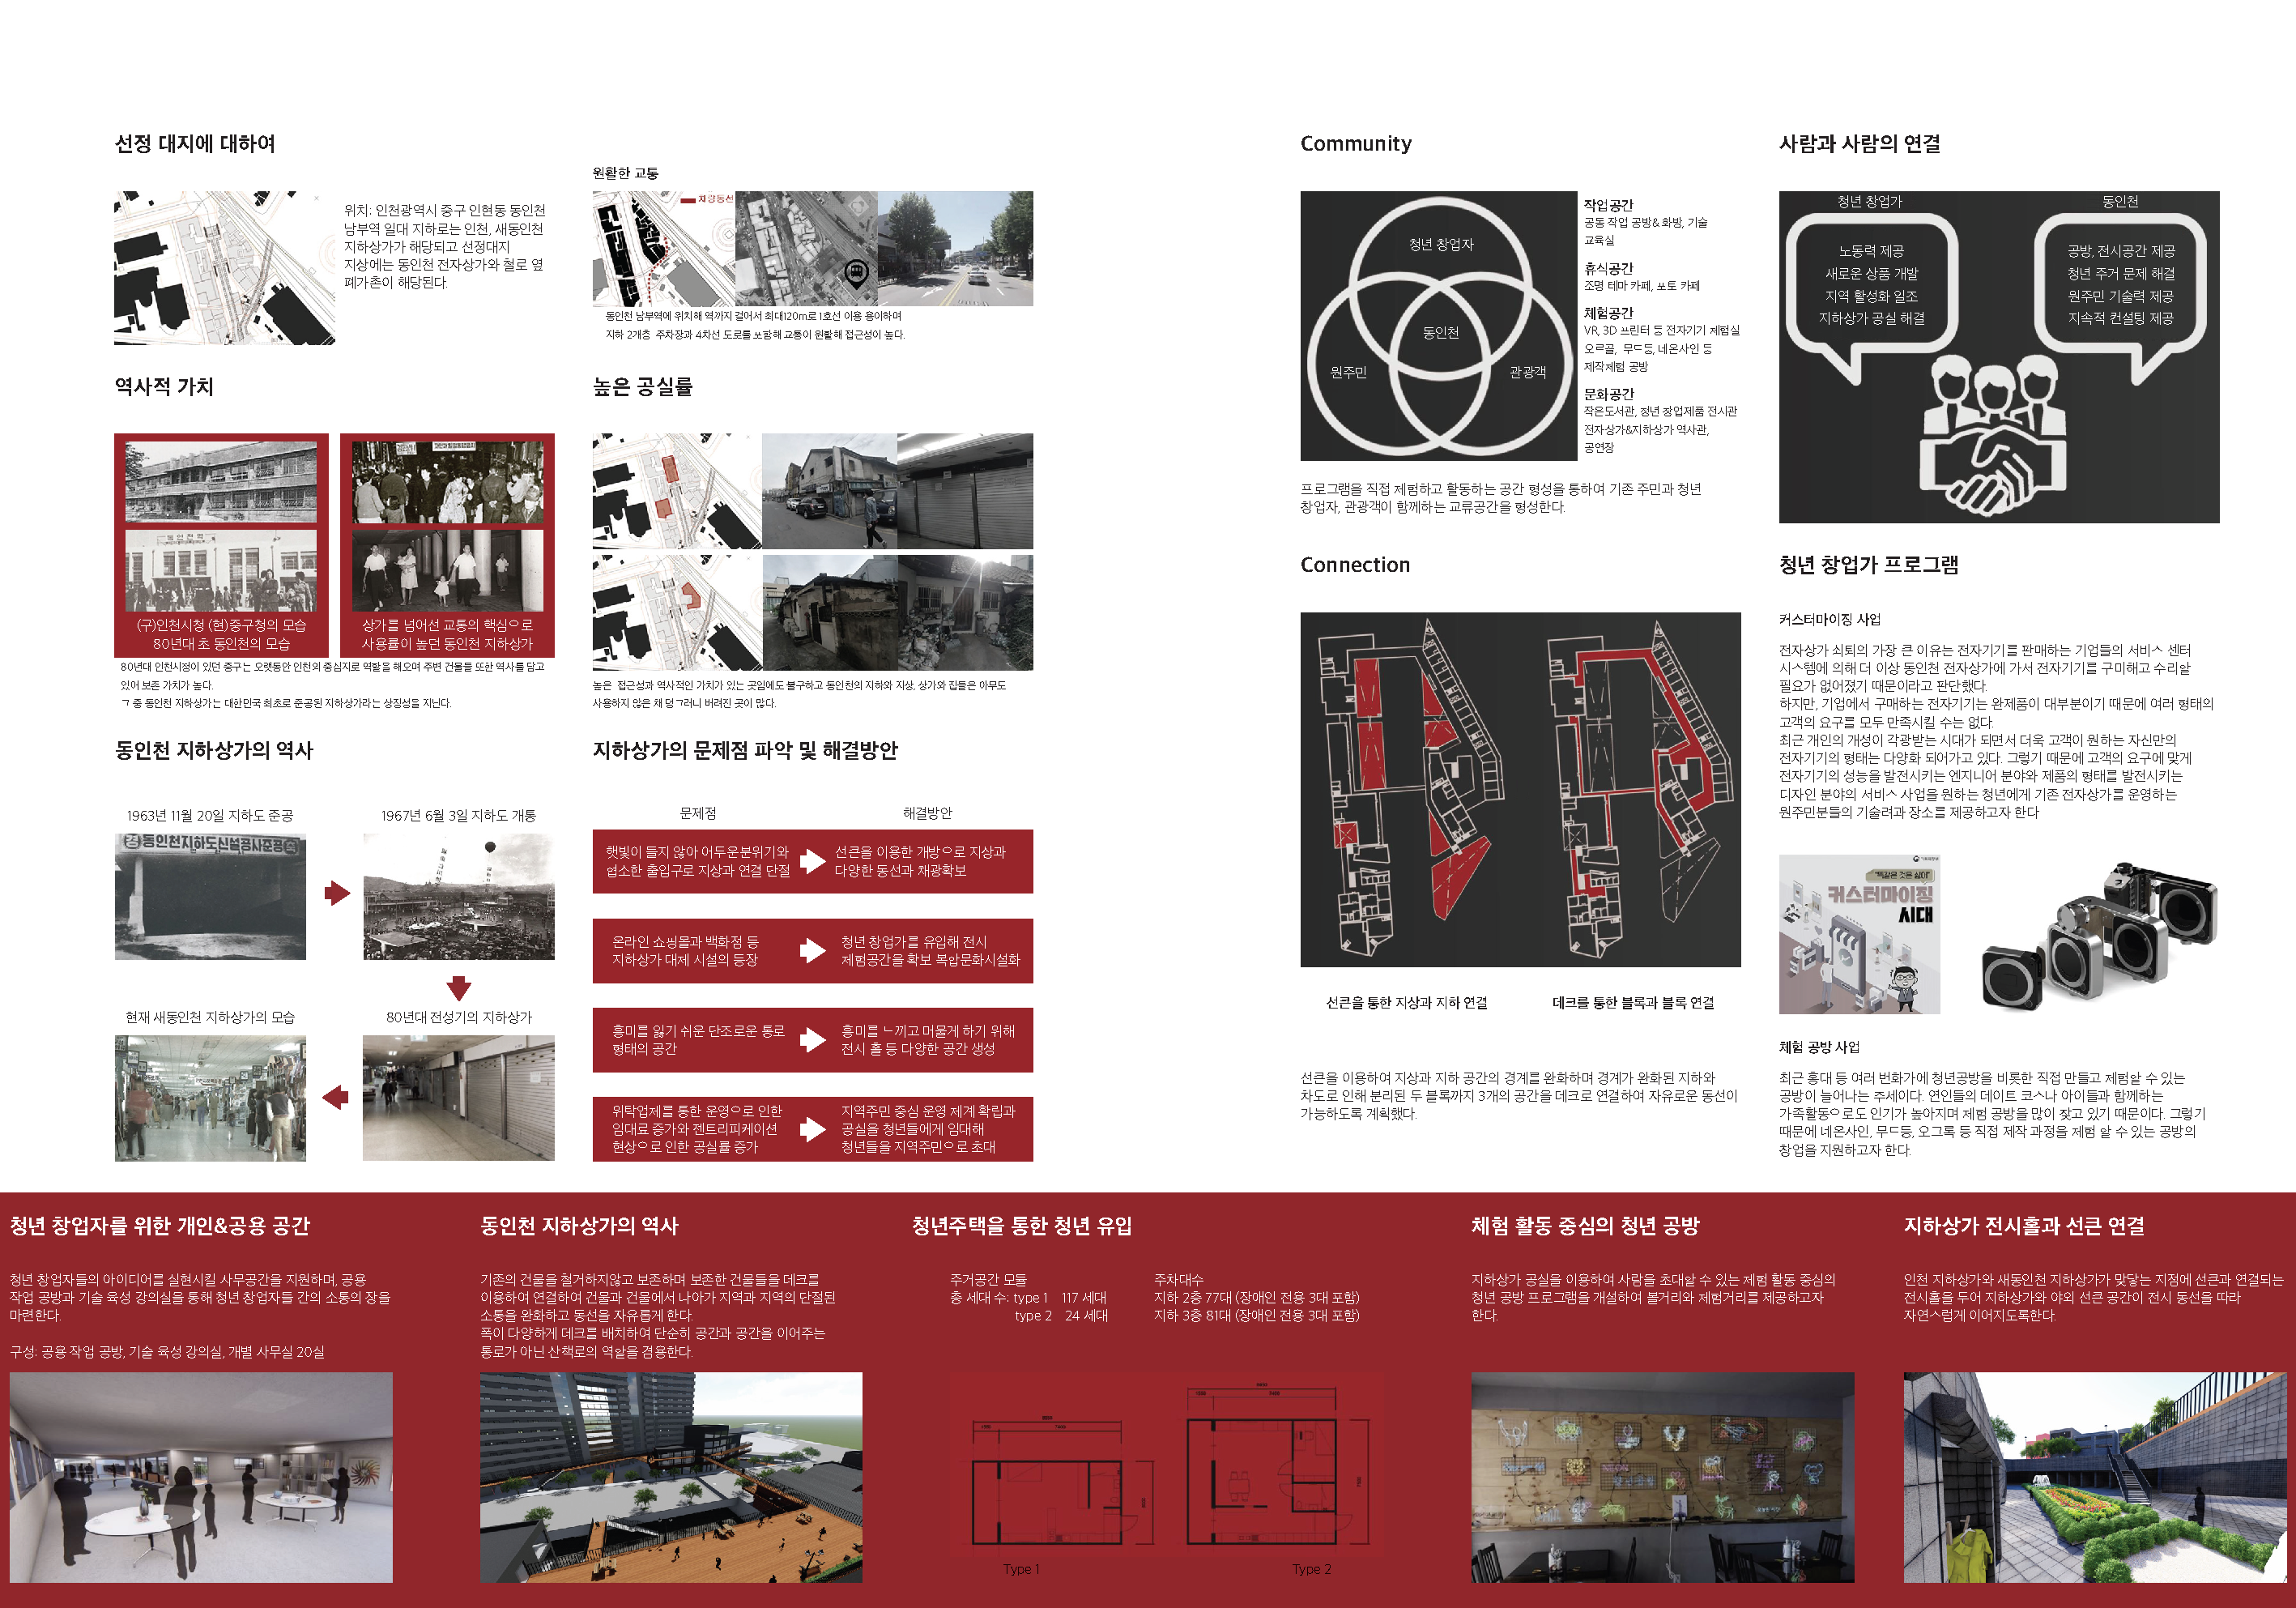 선정 대지에 대하여
위치: 인천광역시 중구 인현동 동인천
남부역 일대 지하로는 인천, 새동인천
지하상가가 해당되고 선정대지
지상에는 동인천 전자상가와 철로 옆
폐가촌이 해당된다.
원활한 교통
차량동선
동인천 남부역에 위치해 역까지 걸어서 최대120m로 1호선 이용 용이하며
지하 2개층 주차장과 4차선 도로를 포함해 교통이 원활해 접근성이 높다.
역사적 가치
(구)인천시청 (현)중구청의 모습
80년대 초 동인천의 모습
상가를 넘어선 교통의 핵심으로
사용률이 높던 동인천 지하상가
80년대 인천시청이 있던 중구는 오랫동안 인천의 중심지로 역할을 해오며 주변 건물들 또한 역사를 담고
있어 보존 가치가 높다.
그 중 동인천 지하상가는 대한민국 최초로 준공된 지하상가라는 상징성을 지닌다.
높은 공실률
높은 접근성과 역사적인 가치가 있는 곳임에도 불구하고 동인천의 지하와 지상, 상가와 집들은 아무도
사용하지 않은 채 덩그러니 버려진 곳이 많다.
동인천 지하상가의 역사
1963년 11월 20일 지하도 준공
동인천지하도신설공사준공
1967년 6월 3일 지하도 개통
현재 새동인천 지하상가의 모습
80년대 전성기의 지하상가
지하상가의 문제점 파악 및 해결방안
문제점
해결방안
햇빛이 들지 않아 어두운분위기와
협소한 출입구로 지상과 연결 단절
선큰을 이용한 개방으로 지상과
다양한 동선과 채광확보
온라인 쇼핑몰과 백화점 등
지하상가 대체 시설의 등장
청년 창업가를 유입해 전시
체험공간을 확보 복합문화시설화
흥미를 잃기 쉬운 단조로운 통로
형태의 공간
흥미를 느끼고 머물게 하기 위해
전시 홀 등 다양한 공간 생성
위탁업체를 통한 운영으로 인한
임대료 증가와 젠트리피케이션
현상으로 인한 공실률 증가
지역주민 중심 운영 체계 확립과
공실을 청년들에게 임대해
청년들을 지역주민으로 초대
Community
청년 창업자
동인천
원주민
관광객
작업공간
공동 작업 공방& 화방, 기술
교육실
휴식공간
조명 테마 카페, 포토 카페
체험공간
VR, 3D 프린터 등 전자기기 체험실
오르골, 무드등, 네온사인 등
제작체험 공방
문화공간
작은도서관, 청년 창업제품 전시관
전자상가&지하상가 역사관,
공연장
프로그램을 직접 체험하고 활동하는 공간 형성을 통하여 기존 주민과 청년
창업자, 관광객이 함께하는 교류공간을 형성한다.
사람과 사람의 연결
청년 창업가
노동력 제공
새로운 상품 개발
지역 활성화 일조
지하상가 공실 해결
동인천
공방, 전시공간 제공
청년 주거 문제 해결
원주민 기술력 제공
지속적 컨설팅 제공
Connection
선큰을 통한 지상과 지하 연결
데크를 통한 블록과 블록 연결
선큰을 이용하여 지상과 지하 공간의 경계를 완화하며 경계가 완화된 지하와
차도로 인해 분리된 두 블록까지 3개의 공간을 데크로 연결하여 자유로운 동선이
가능하도록 계획했다.
청년 창업가 프로그램
커스터마이징 사업
전자상가 쇠퇴의 가장 큰 이유는 전자기기를 판매하는 기업들의 서비스 센터
시스템에 의해 더 이상 동인천 전자상가에 가서 전자기기를 구미해고 수리할
필요가 없어졌기 때문이라고 판단했다.
하지만, 기업에서 구매하는 전자기기는 완제품이 대부분이기 때문에 여러 형태의
고객의 요구를 모두 만족시킬 수는 없다.
최근 개인의 개성이 각광받는 시대가 되면서 더욱 고객이 원하는 자신만의
전자기기의 형태는 다양화 되어가고 있다. 그렇기 때문에 고객의 요구에 맞게
전자기기의 성능을 발전시키는 엔지니어 분야와 제품의 형태를 발전시키는
디자인 분야의 서비스 사업을 원하는 청년에게 기존 전자상가를 운영하는
원주민분들의 기술려과 장소를 제공하고자 한다
"똑같은 것은 싫어!"
커스터마이징
시대
체험 공방 사업
최근 홍대 등 여러 번화가에 청년공방을 비롯한 직접 만들고 체험할 수 있는
공방이 늘어나는 추세이다. 연인들의 데이트 코스나 아이들과 함께하는
가족활동으로도 인기가 높아지며 체험 공방을 많이 찾고 있기 때문이다. 그렇기
때문에 네온사인, 무드등, 오그록 등 직접 제작 과정을 체험 할 수 있는 공방의
창업을 지원하고자 한다.
청년 창업자를 위한 개인&공용 공간
청년 창업자들의 아이디어를 실현시킬 사무공간을 지원하며, 공용
작업 공방과 기술 육성 강의실을 통해 청년 창업자들 간의 소통의 장을
마련한다.
구성: 공용 작업 공방, 기술 육성 강의실, 개별 사무실 20실
동인천 지하상가의 역사
기존의 건물을 철거하지않고 보존하며 보존한 건물들을 데크를
이용하여 연결하여 건물과 건물에서 나아가 지역과 지역의 단절된
소통을 완화하고 동선을 자유롭게 한다.
폭이 다양하게 데크를 배치하여 단순히 공간과 공간을 이어주는
통로가 아닌 산책로의 역할을 겸용한다.
청년주택을 통한 청년 유입
주거공간 모듈
총 세대 수: type 1 117 세대
type 2 24 세대
주차대수
지하 2층 77대 (장애인 전용 3대 포함)
지하 3층 81대 (장애인 전용 3대 포함)
Type 1
Type 2
체험 활동 중심의 청년 공방
지하상가 공실을 이용하여 사람을 초대할 수 있는 체험 활동 중심의
청년 공방 프로그램을 개설하여 볼거리와 체험거리를 제공하고자
한다.
지하상가 전시홀과 선큰 연결
인천 지하상가와 새동인천 지하상가가 맞닿는 지점에 선큰과 연결되는
전시홀을 두어 지하상가와 야외 선큰 공간이 전시 동선을 따라
자연스럽게 이어지도록한다.